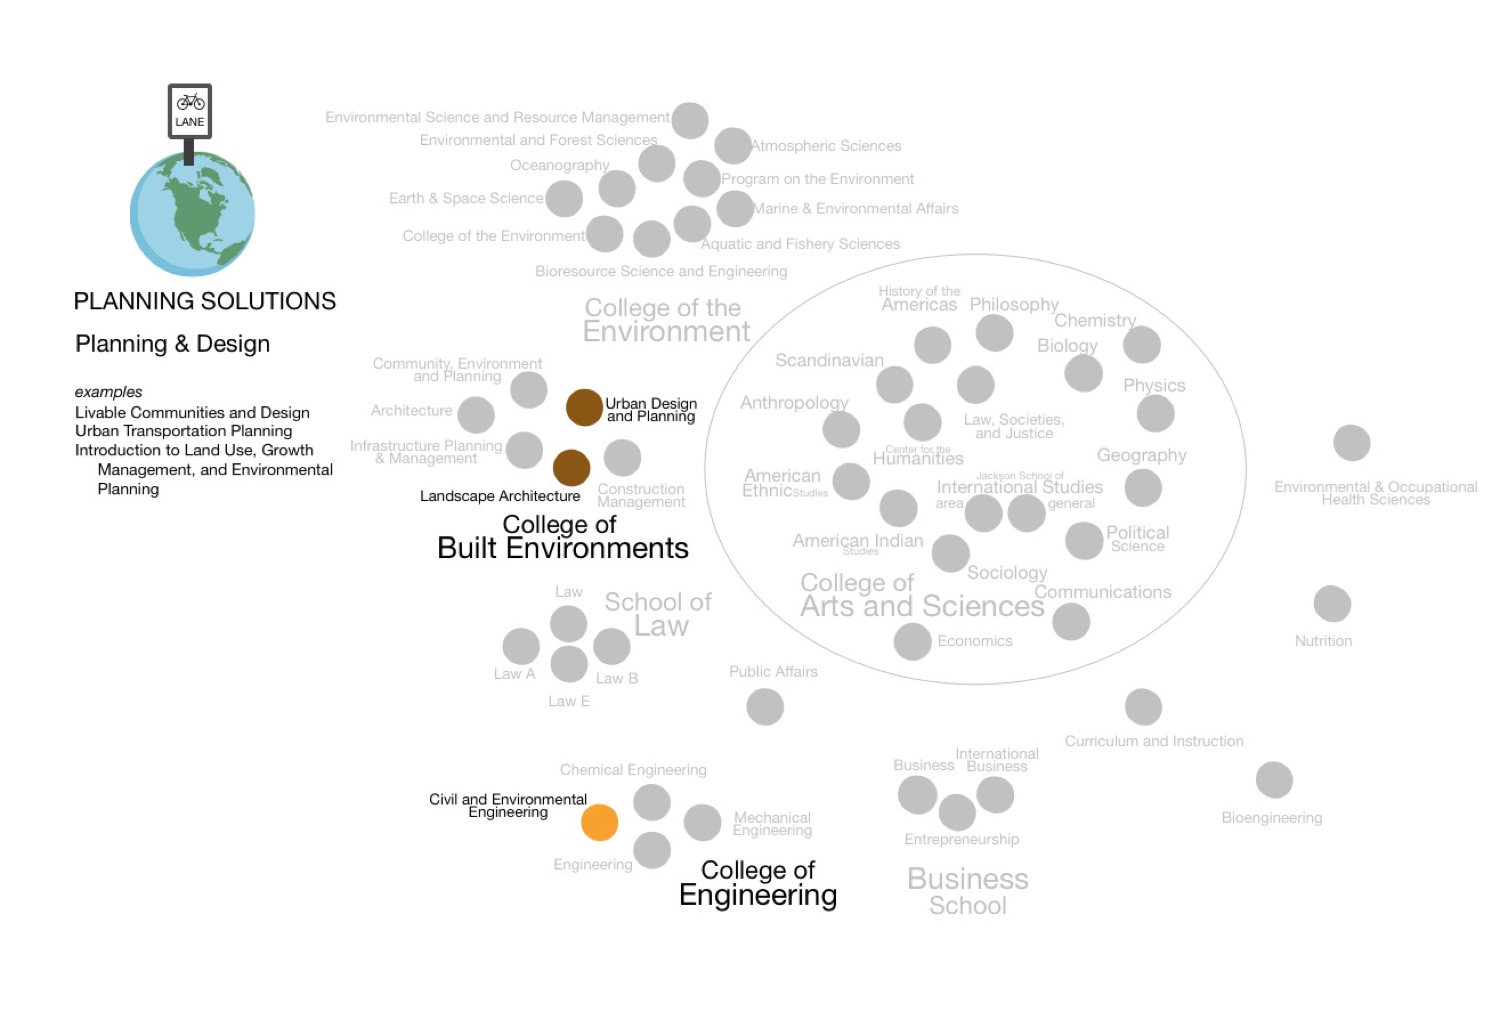 LANE
PLANNING SOLUTIONS
Planning & Design
examples
Livable Communities and Design
Urban Transportation Planning
Introduction to Land Use, Growth
Management, and Environmental
Planning
Environmental Science and Resource Management
Environmental and Forest Sciences
Oceanography
Earth & Space Science
College of the Environment
Atmospheric Sciences
Program on the Environment
Marine & Environmental Affairs
Aquatic and Fishery Sciences
Bioresource Science and Engineering
College of the
Environment
Community, Environment
and Planning
Architecture
Infrastructure Planning
& Management
Urban Design
and Planning
Landscape Architecture
Construction
Management
College of
Built Environments
History of the
Americas
Philosophy
Chemistry
Biology
Scandinavian
Physics
Anthropology
Law, Societies,
and Justice
Center for the
Humanities
Geography
American
Ethnic Studies
Jackson School of
International Studies
area
general
American Indian
Studies
Political
Science
Sociology
College of
Arts and Sciences
Communications
Economics
Environmental & Occupational
Health Sciences
Nutrition
Law
School of
Law
Law A
Law B
Law E
Public Affairs
Curriculum and Instruction
Bioengineering
Chemical Engineering
Civil and Environmental
Engineering
Mechanical
Engineering
Engineering
College of
Engineering
Business
International
Business
Entrepreneurship
Business
School